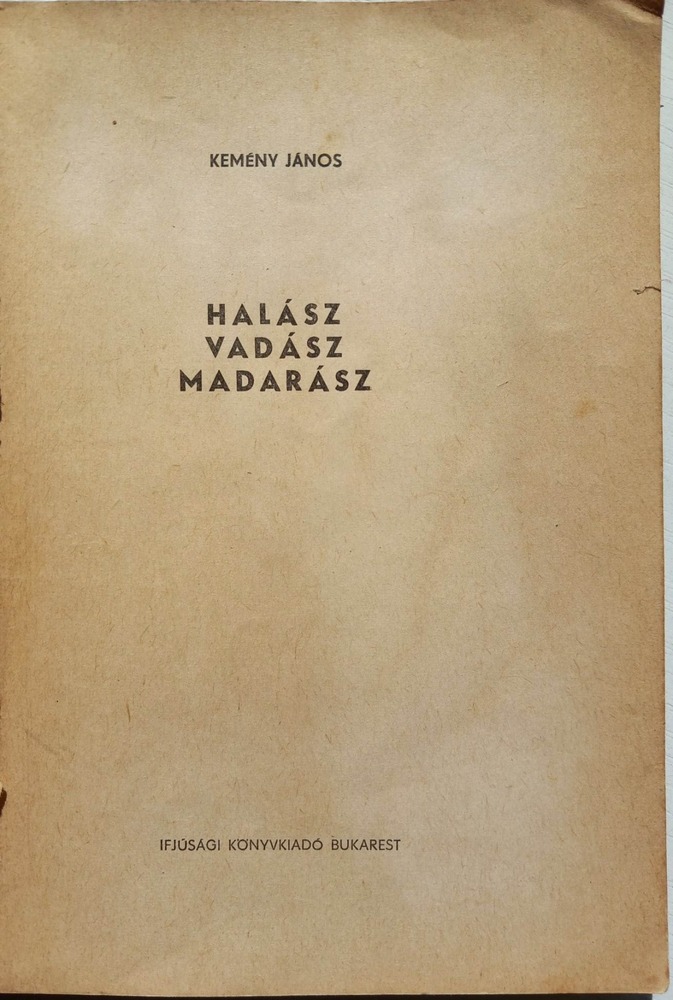 KEMÉNY JÁNOS
HALÁSZ
VADÁSZ
MADARÁSZ
IFJÚSÁGI KÖNYVKIADÓ BUKAREST